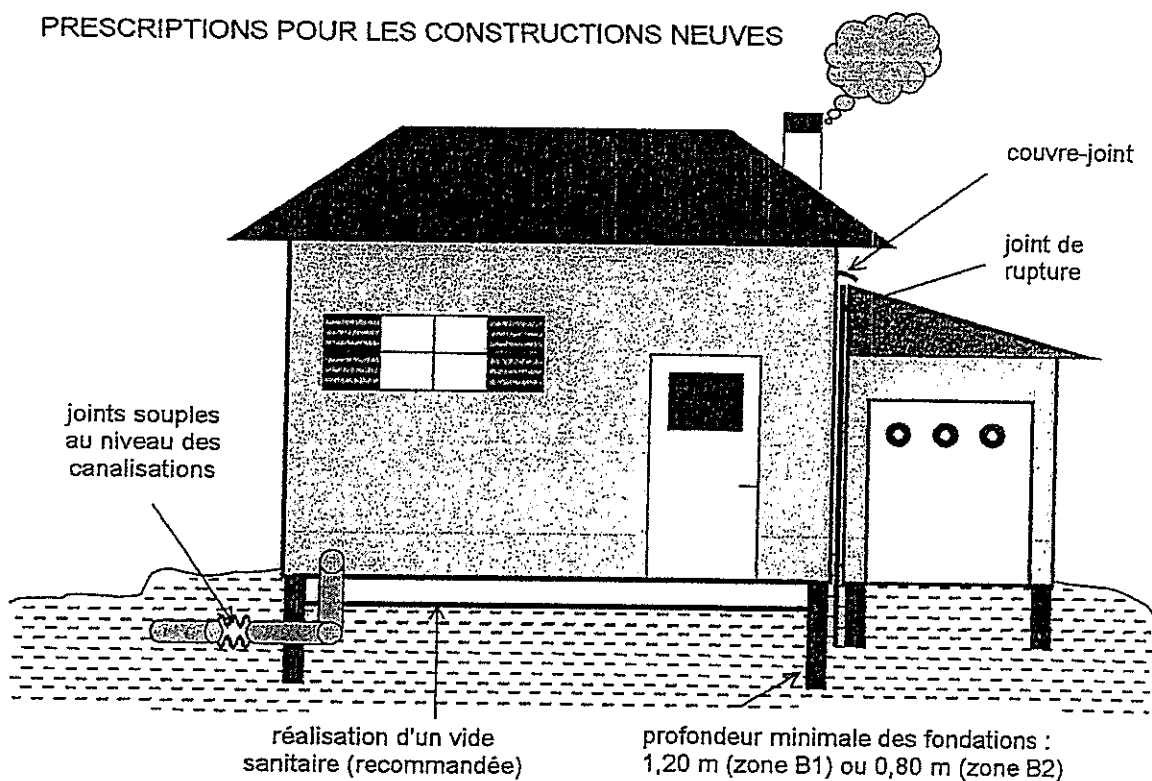 PRESCRIPTIONS POUR LES CONSTRUCTIONS NEUVES
couvre-joint
joint de
rupture
joints souples
au niveau des
canalisations
réalisation d'un vide
sanitaire (recommandée)
profondeur minimale des fondations :
1,20 m (zone B1) ou 0,80 m (zone B2)